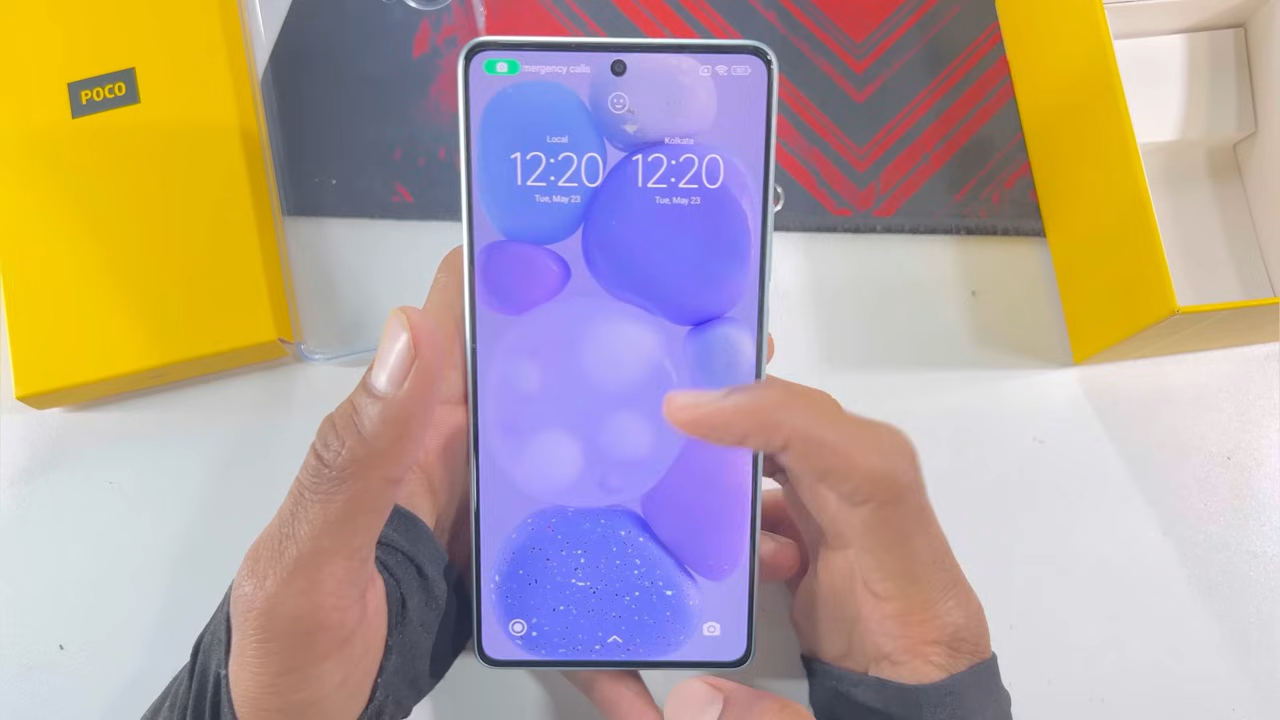 POCO
mergency calls
Local
12:20
Tue, May 23
Kolkata
12:20
Tue, May 23